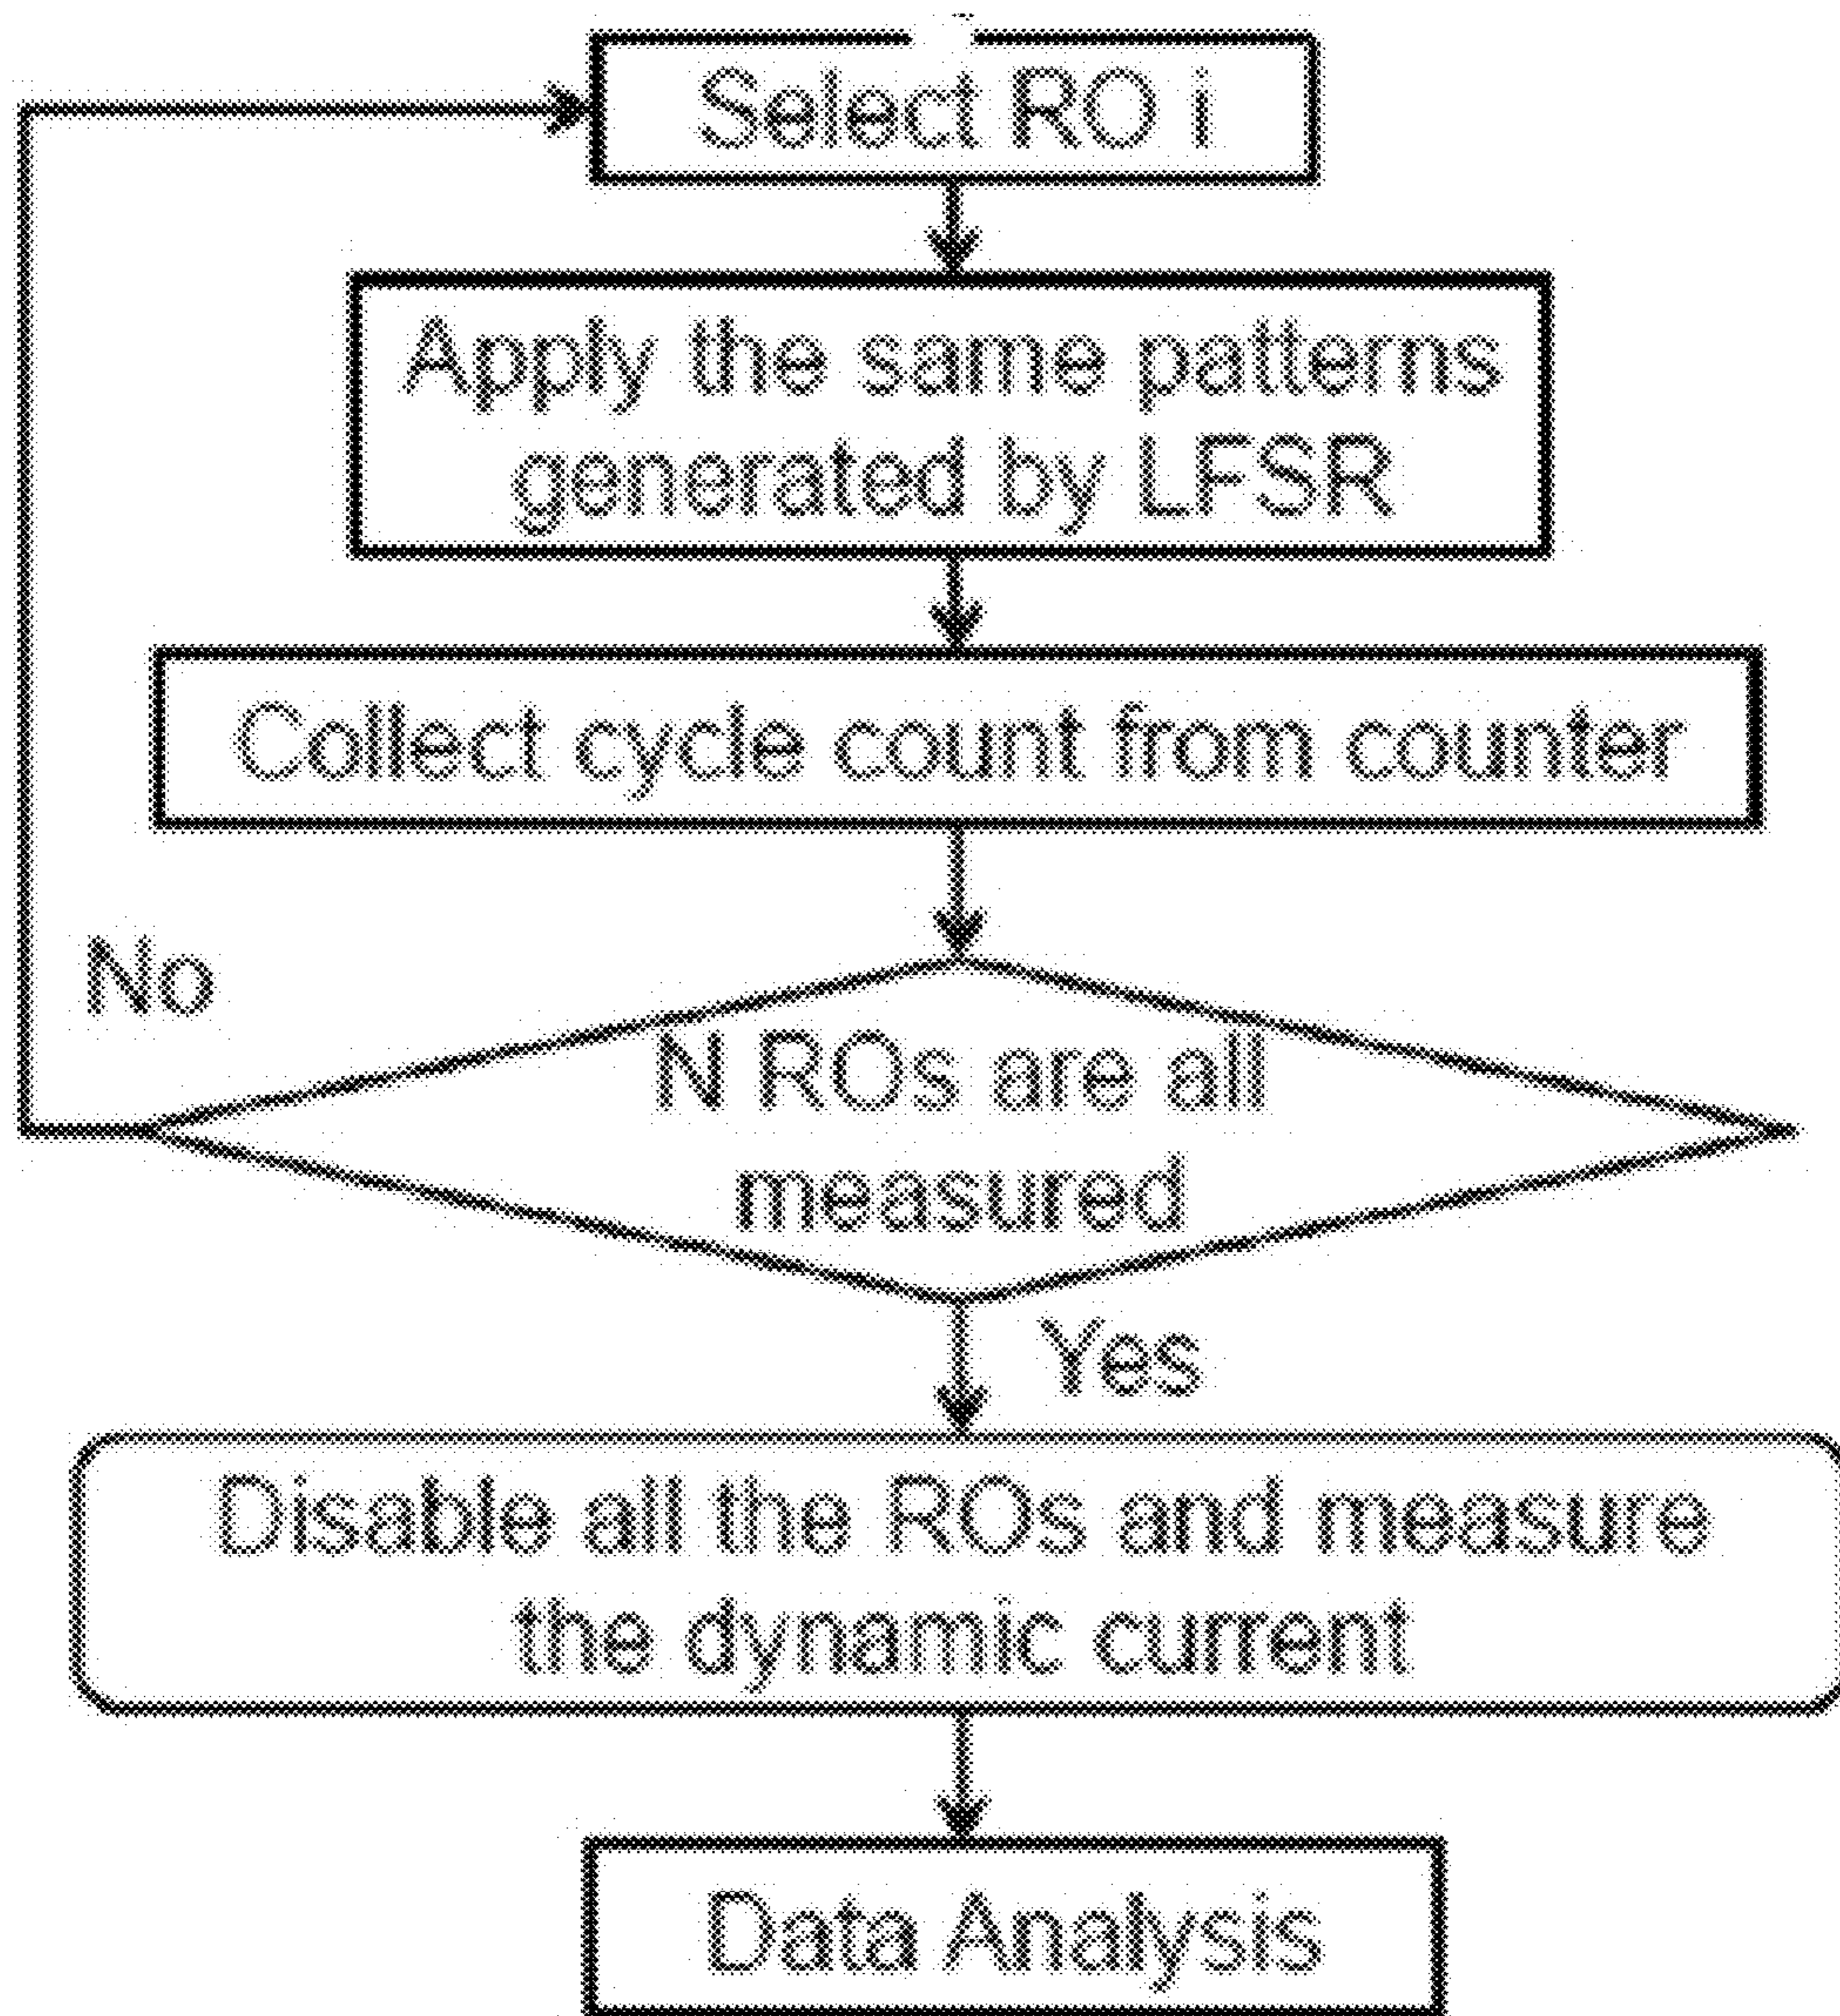 Select RO i
Apply the same patterns
generated by LFSR
Collect cycle count from counter
No
N ROs are all
measured
Yes
Disable all the ROs and measure
the dynamic current
Data Analysis